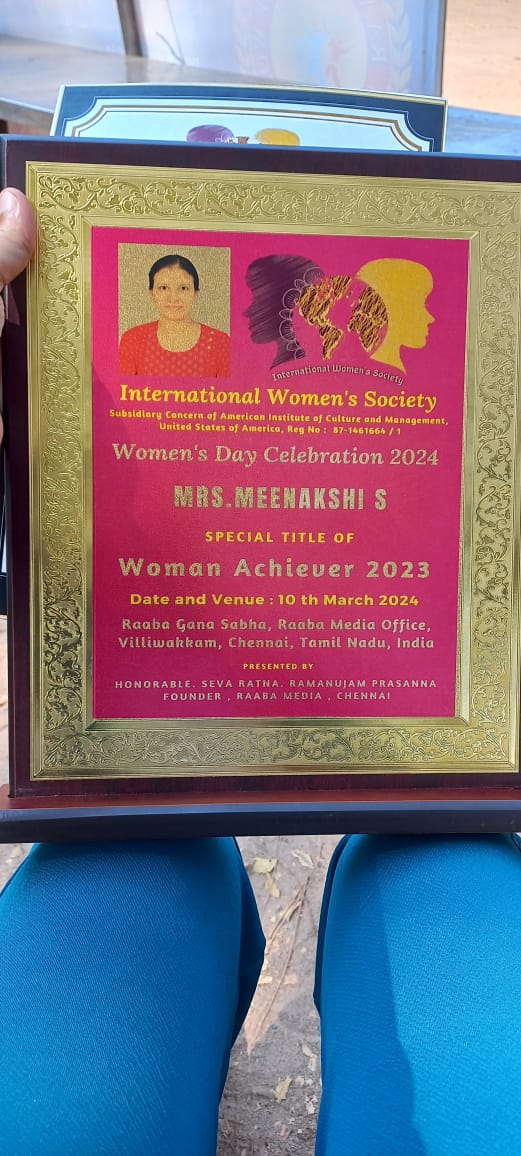 International Women's Society
International Women's Society
Subsidiary Concern of American Institute of Culture and Management,
United States of America, Reg No : 87-1461664 / 1
Women's Day Celebration 2024
MRS.MEENAKSHI S
SPECIAL TITLE OF
Woman Achiever 2023
Date and Venue : 10 th March 2024
Raaba Gana Sabha, Raaba Media Office,
Villiwakkam, Chennai, Tamil Nadu, India
PRESENTED BY
HONORABLE. SEVA RATNA. RAMANUJAM PRASANNA
FOUNDER , RAABA MEDIA , CHENNAI